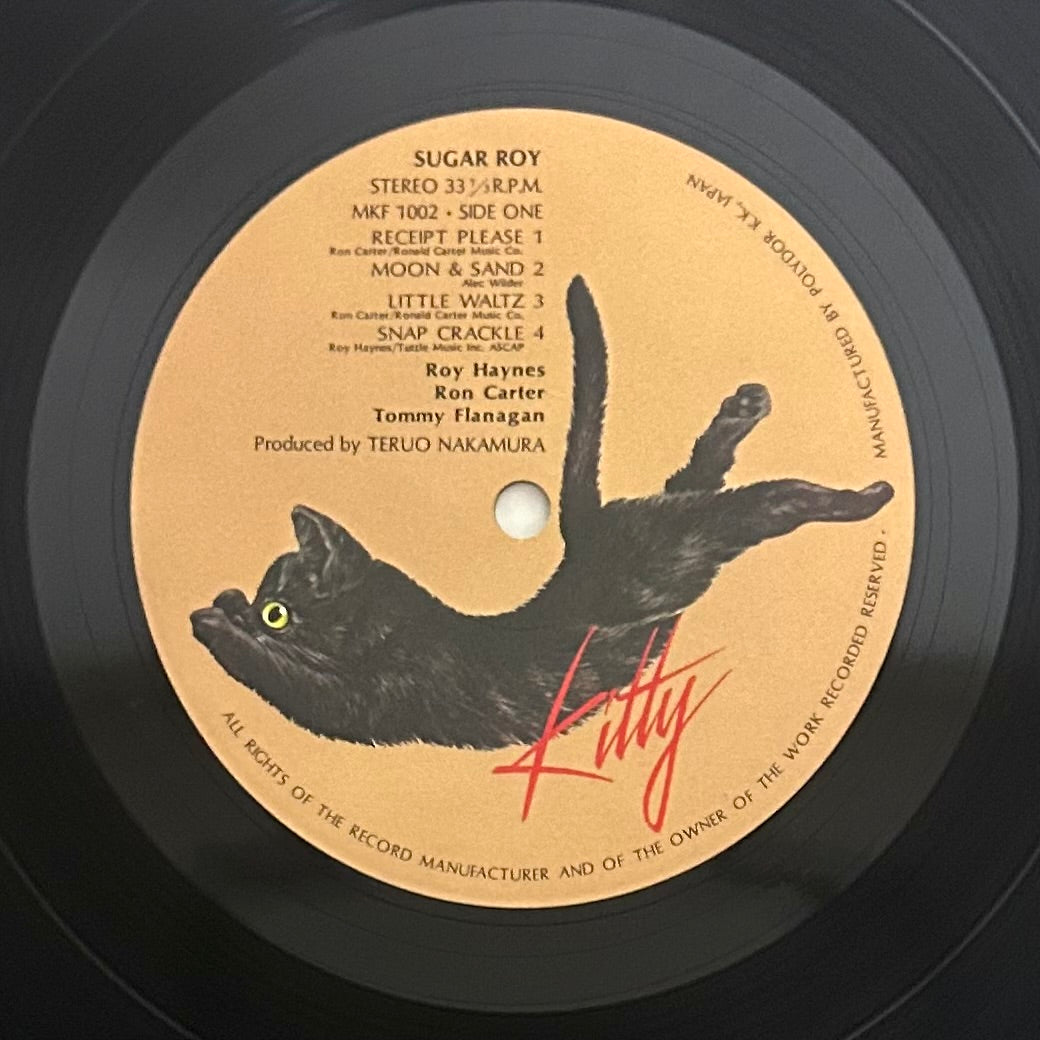 SUGAR ROY
STEREO 33 1/3 R.P.M.
MKF 1002 • SIDE ONE
RECEIPT PLEASE 1
Ron Carter/Ronald Carter Music Co.
MOON & SAND 2
Alec Wilder
LITTLE WALTZ 3
Ron Carter/Ronald Carter Music Co.
SNAP CRACKLE 4
Roy Haynes/Tuttle Music Inc. ASCAP
Roy Haynes
Ron Carter
Tommy Flanagan
Produced by TERUO NAKAMURA
Kitty
ALL RIGHTS OF THE RECORD MANUFACTURER AND OF THE OWNER OF THE WORK RECORDED RESERVED • MANUFACTURED BY POLYDOR K.K., JAPAN